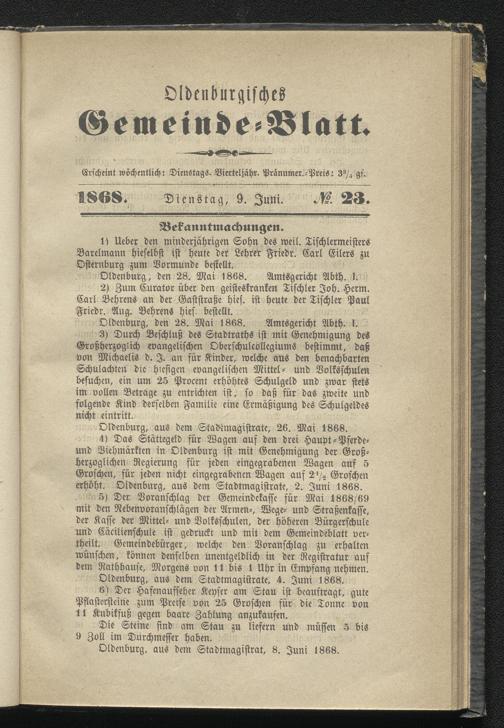 Oldenburgisches
Gemeinde-Blatt.
Erscheint wöchentlich: Dienstags. Vierteljähr. Pränumer.-Preis: 3¾ gr.
1868. Dienstag, 9. Juni. № 23.
Bekanntmachungen.
1) Ueber den minderjährigen Sohn des weil. Tischlermeisters
Barelmann hieselbst ist heute der Lehrer Friedr. Carl Eilers zu
Osternburg zum Vormunde bestellt.
Oldenburg, den 28. Mai 1868. Amtsgericht Abth. I.
2) Zum Curator über den geisteskranken Tischler Joh. Herm.
Carl Behrens an der Gaststraße hies. ist heute der Tischler Paul
Friedr. Aug. Behrens hies. bestellt.
Oldenburg, den 28. Mai 1868. Amtsgericht Abth. I.
3) Durch Beschluß des Stadtraths ist mit Genehmigung des
Großherzoglich evangelischen Oberschulcollegiums bestimmt, daß
von Michaelis d. J. an für Kinder, welche aus den benachbarten
Schulachten die hiesigen evangelischen Mittel- und Volksschulen
besuchen, ein um 25 Procent erhöhtes Schulgeld und zwar stets
im vollen Betrage zu entrichten ist, so daß für das zweite und
folgende Kind derselben Familie eine Ermäßigung des Schulgeldes
nicht eintritt.
Oldenburg, aus dem Stadtmagistrate, 26. Mai 1868.
4) Das Stättegeld für Wagen auf den drei Haupt-Pferde-
und Viehmärkten in Oldenburg ist mit Genehmigung der Groß-
herzoglichen Regierung für jeden eingegrabenen Wagen auf 5
Groschen, für jeden nicht eingegrabenen Wagen auf 2½ Groschen
erhöht. Oldenburg, aus dem Stadtmagistrate, 2. Juni 1868.
5) Der Voranschlag der Gemeindekasse für Mai 1868/69
mit den Nebenvoranschlägen der Armen-, Wege- und Straßenkasse,
der Kasse der Mittel- und Volksschulen, der höheren Bürgerschule
und Cäcilienschule ist gedruckt und mit dem Gemeindeblatt ver-
theilt. Gemeindebürger, welche den Voranschlag zu erhalten
wünschen, können denselben unentgeldlich in der Registratur auf
dem Rathhause, Morgens von 11 bis 1 Uhr in Empfang nehmen.
Oldenburg, aus dem Stadtmagistrate, 4. Juni 1868.
6) Der Hafenaufseher Keyser am Stau ist beauftragt, gute
Pflastersteine zum Preise von 25 Groschen für die Tonne von
11 Kubikfuß gegen baare Zahlung anzukaufen.
Die Steine sind am Stau zu liefern und müssen 5 bis
9 Zoll im Durchmesser haben.
Oldenburg, aus dem Stadtmagistrat, 8. Juni 1868.